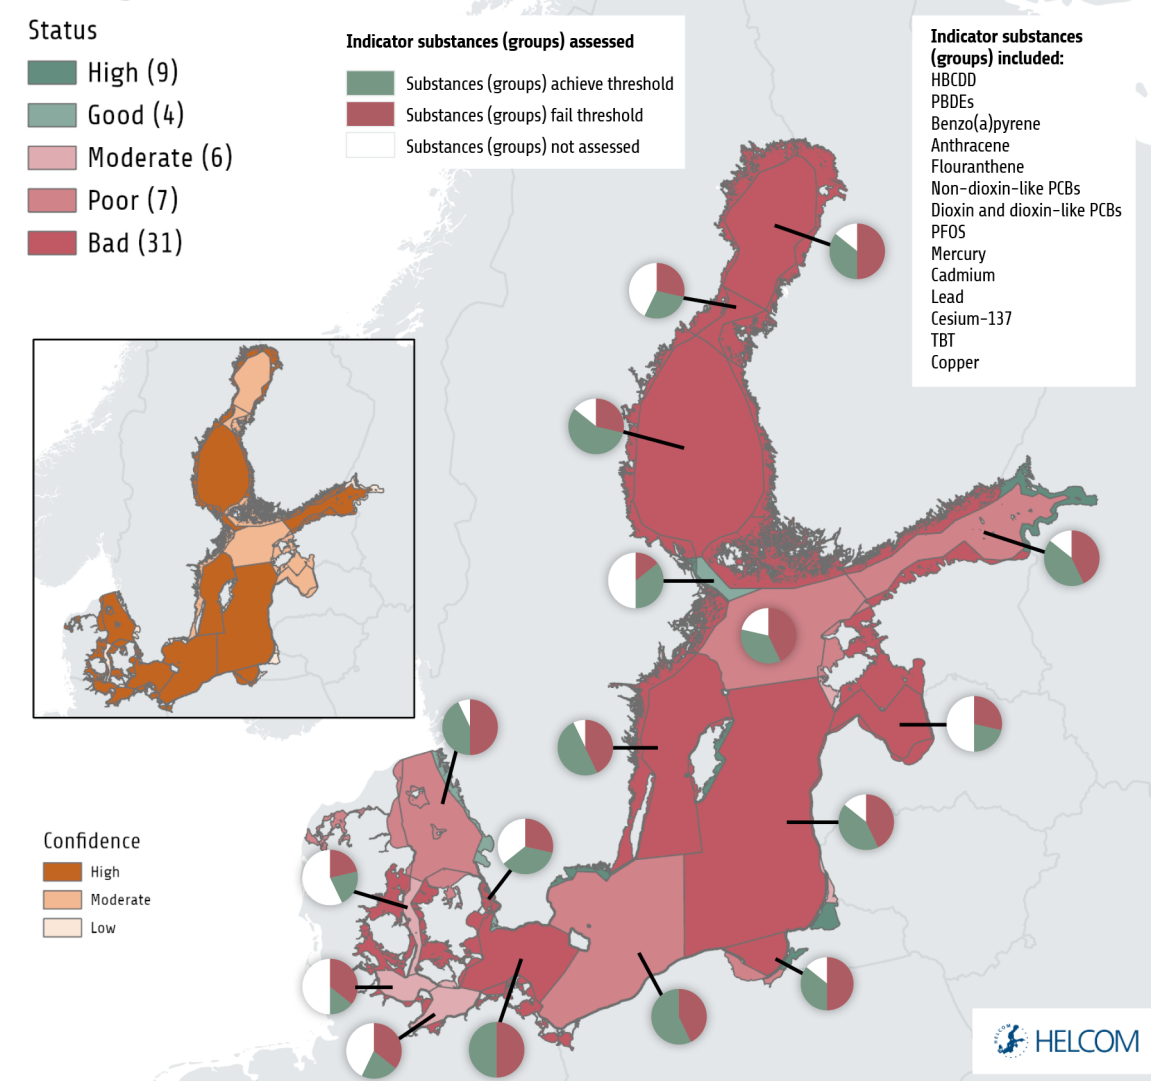 Status
High (9)
Good (4)
Moderate (6)
Poor (7)
Bad (31)
Indicator substances (groups) assessed
Substances (groups) achieve threshold
Substances (groups) fail threshold
Substances (groups) not assessed
Indicator substances
(groups) included:
HBCDD
PBDEs
Benzo(a)pyrene
Anthracene
Flouranthene
Non-dioxin-like PCBs
Dioxin and dioxin-like PCBs
PFOS
Mercury
Cadmium
Lead
Cesium-137
TBT
Copper
Confidence
High
Moderate
Low
HELCOM